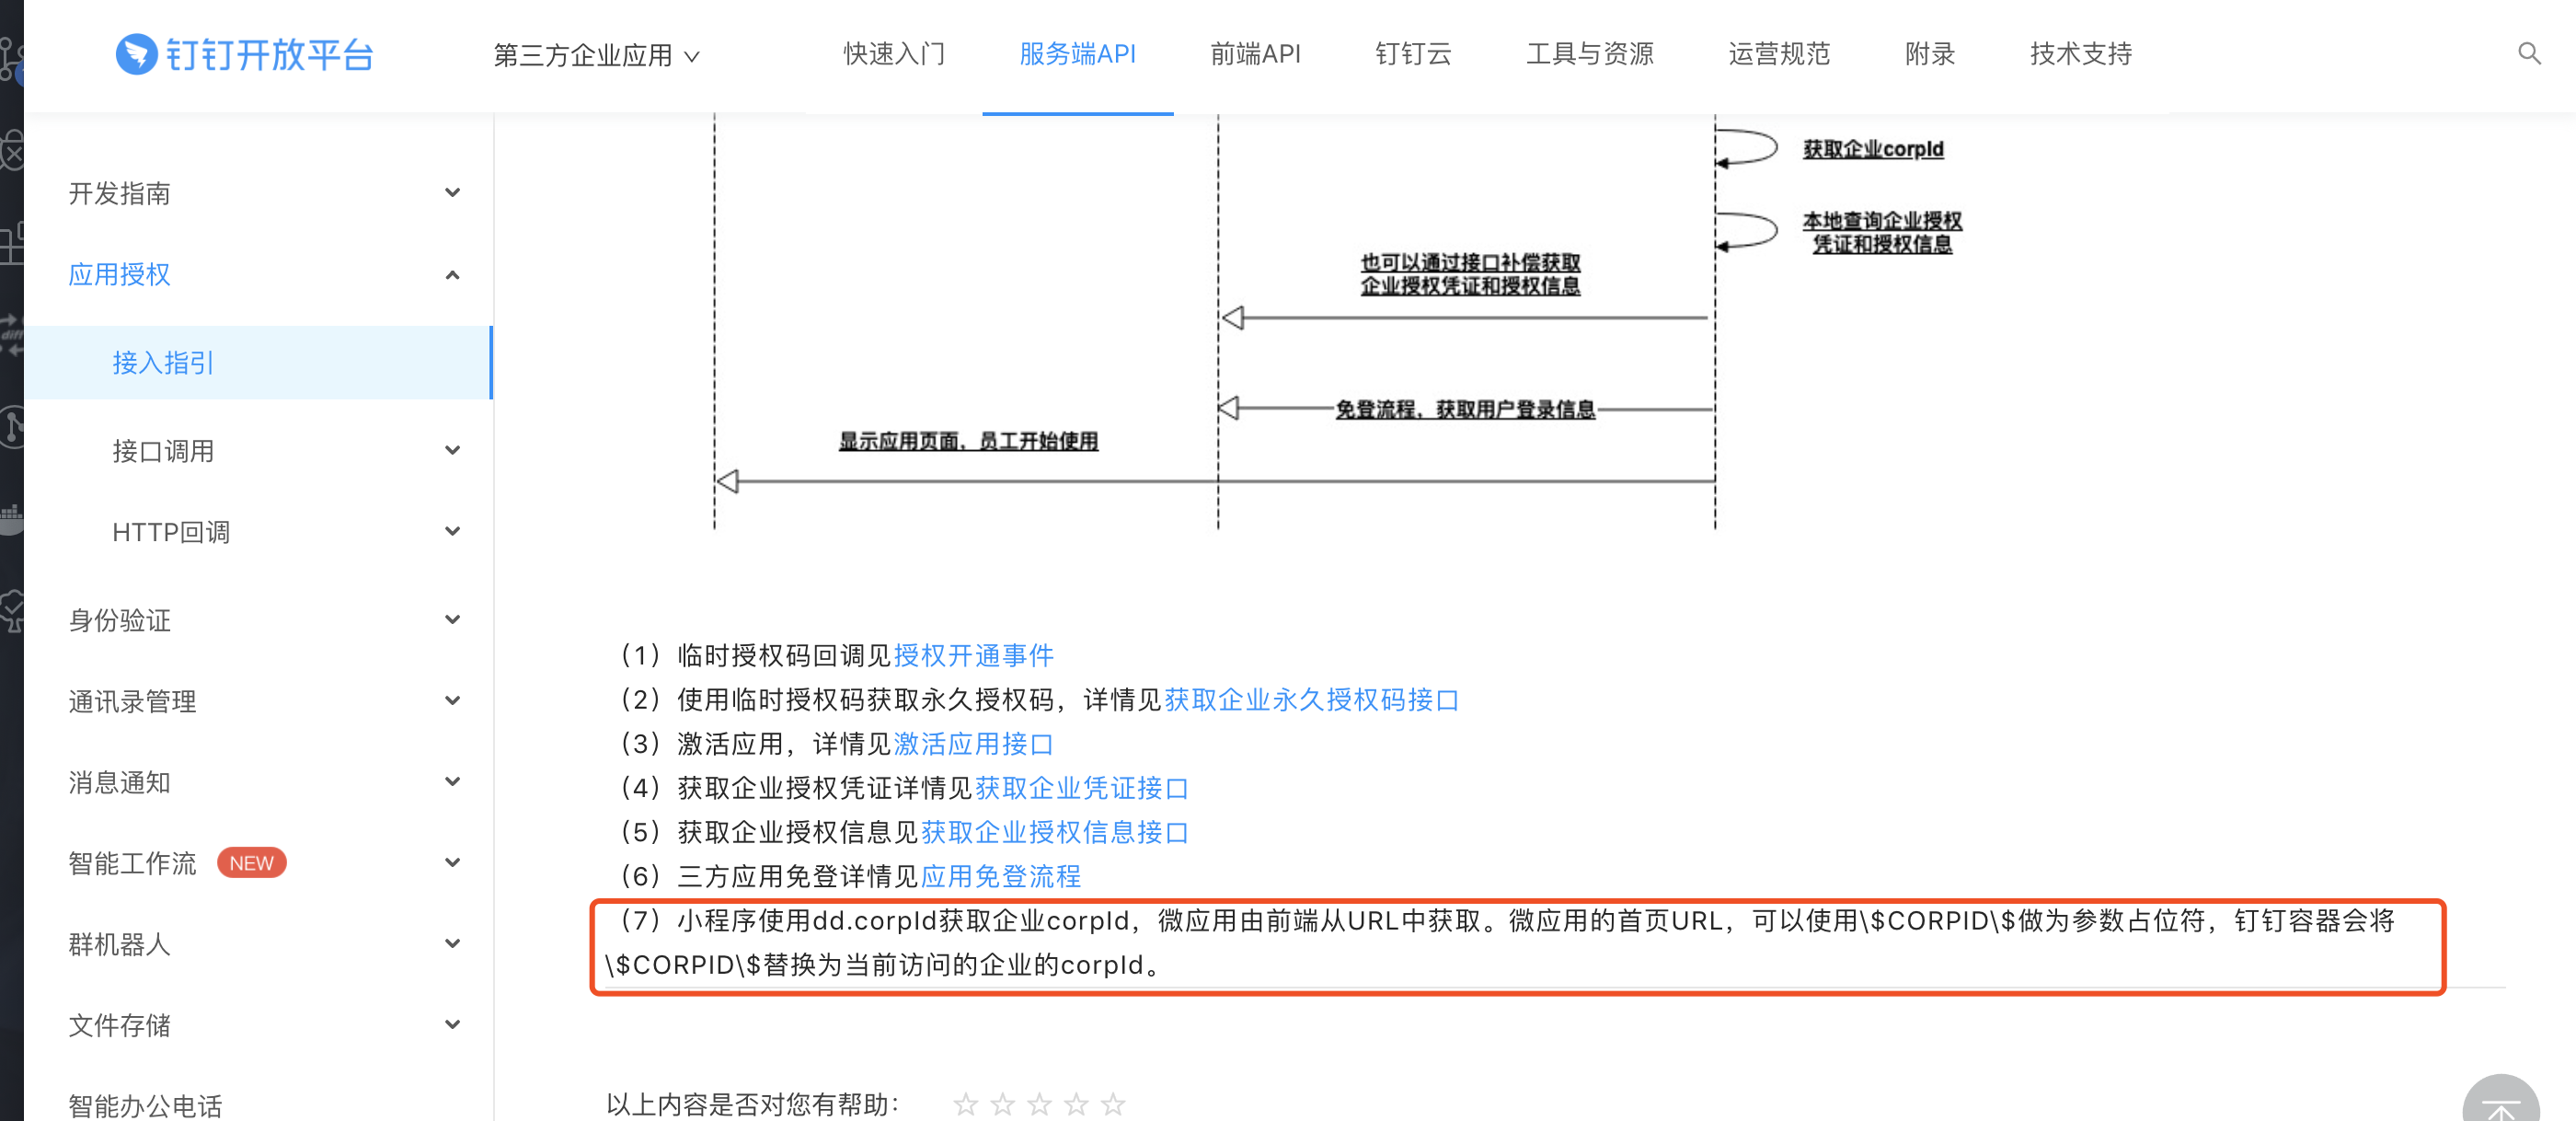 钉钉开放平台
第三方企业应用
快速入门
服务端API
前端API
钉钉云
工具与资源
运营规范
附录
技术支持
开发指南
应用授权
接入指引
接口调用
HTTP回调
身份验证
通讯录管理
消息通知
智能工作流 NEW
群机器人
文件存储
智能办公电话
获取企业corpId
本地查询企业授权
凭证和授权信息
也可以通过接口补偿获取
企业授权凭证和授权信息
免登流程，获取用户登录信息
显示应用页面，员工开始使用
（1）临时授权码回调见授权开通事件
（2）使用临时授权码获取永久授权码，详情见获取企业永久授权码接口
（3）激活应用，详情见激活应用接口
（4）获取企业授权凭证详情见获取企业凭证接口
（5）获取企业授权信息见获取企业授权信息接口
（6）三方应用免登详情见应用免登流程
（7）小程序使用dd.corpId获取企业corpId，微应用由前端从URL中获取。微应用的首页URL，可以使用\$CORPID\$做为参数占位符，钉钉容器会将
\$CORPID\$替换为当前访问的企业的corpId。
以上内容是否对您有帮助：